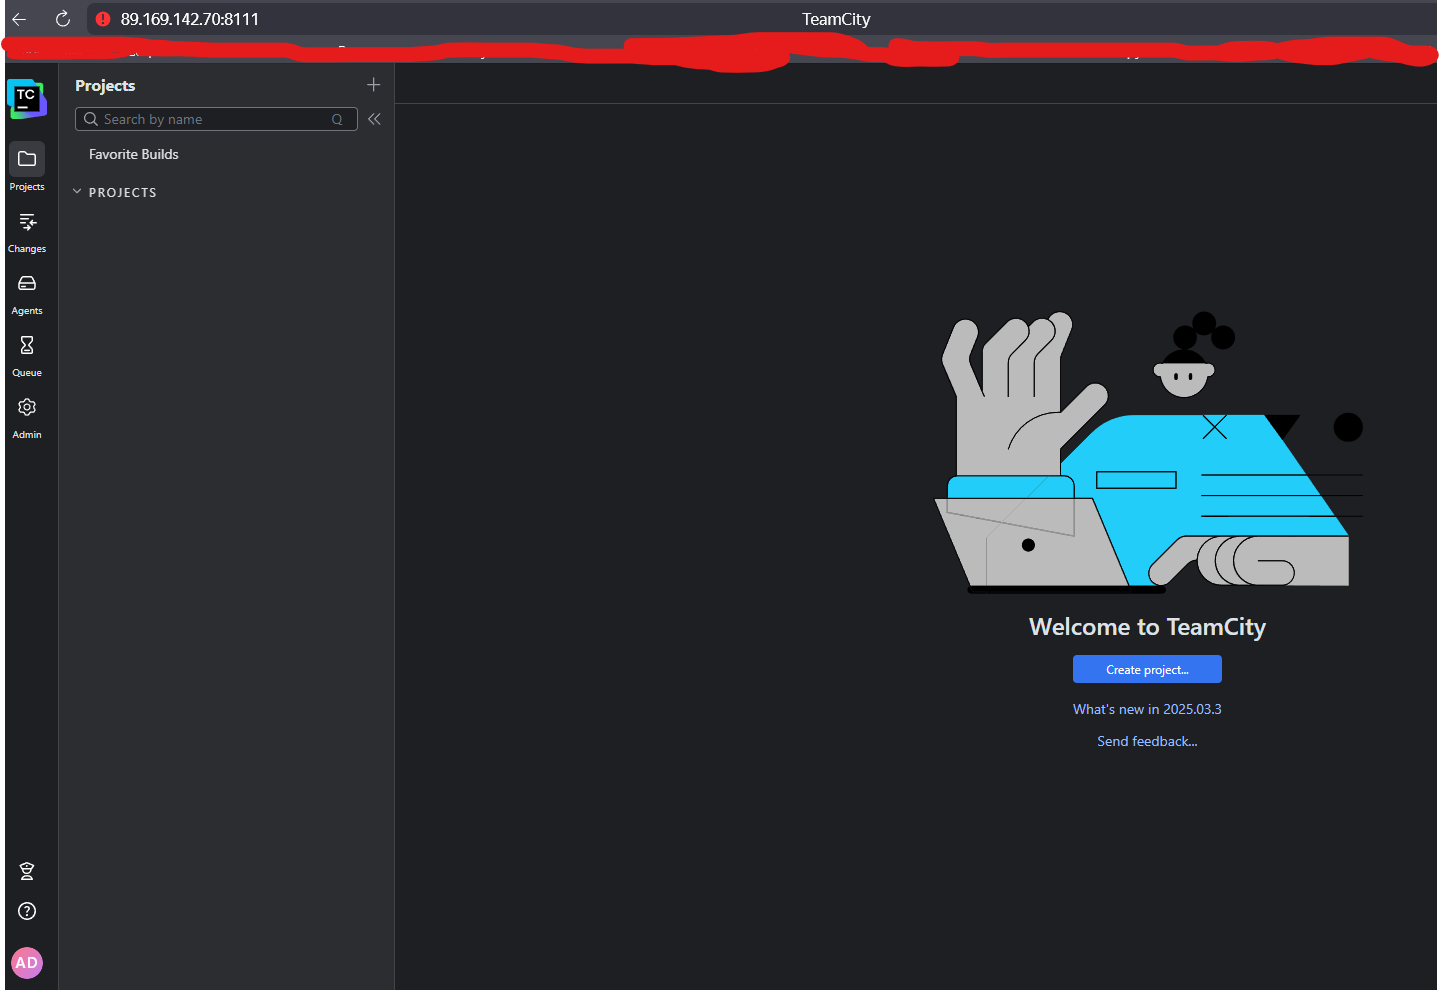 89.169.142.70:8111
TeamCity
TC
Projects
Search by name
Q
Favorite Builds
PROJECTS
Projects
Changes
Agents
Queue
Admin
Welcome to TeamCity
Create project...
What's new in 2025.03.3
Send feedback...
AD